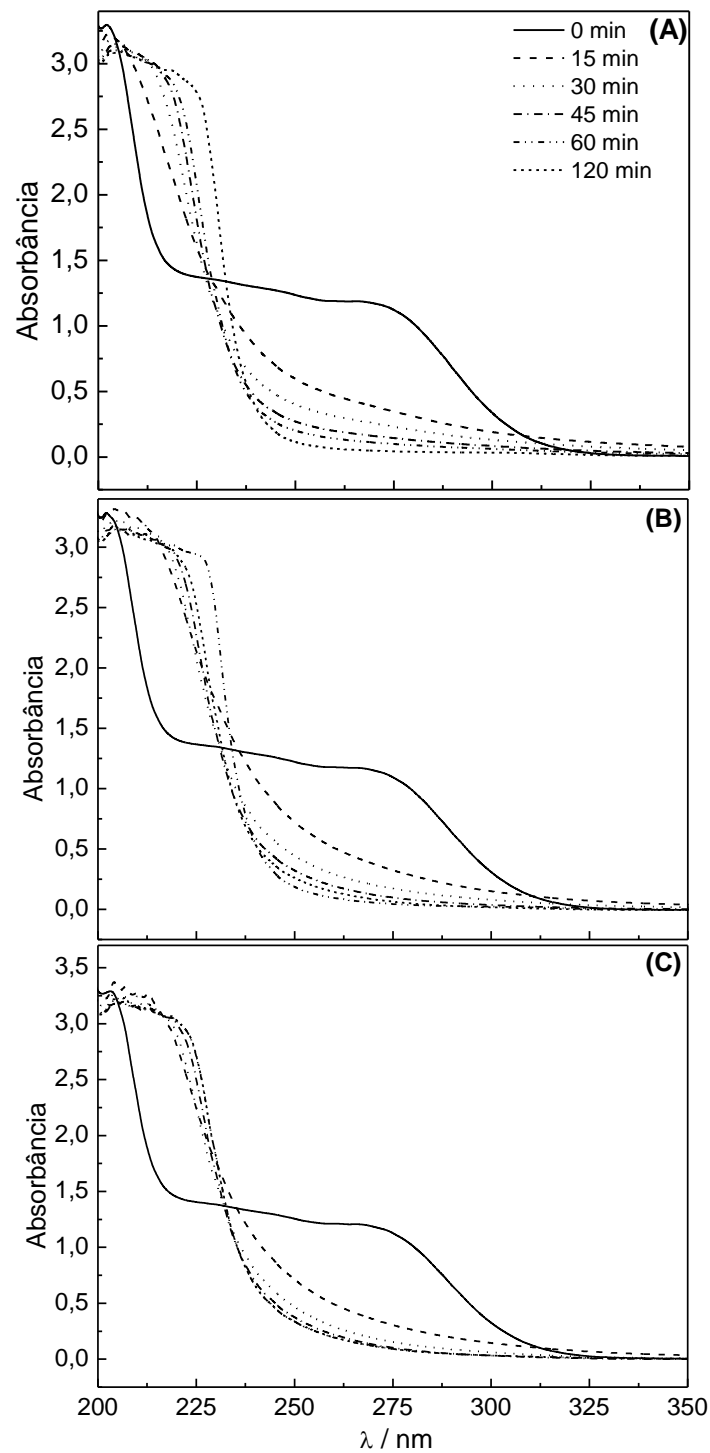 (A)
0 min
15 min
30 min
45 min
60 min
120 min
Absorbância
3,0
2,5
2,0
1,5
1,0
0,5
0,0
(B)
Absorbância
3,0
2,5
2,0
1,5
1,0
0,5
0,0
(C)
Absorbância
3,5
3,0
2,5
2,0
1,5
1,0
0,5
0,0
200 225 250 275 300 325 350
λ / nm